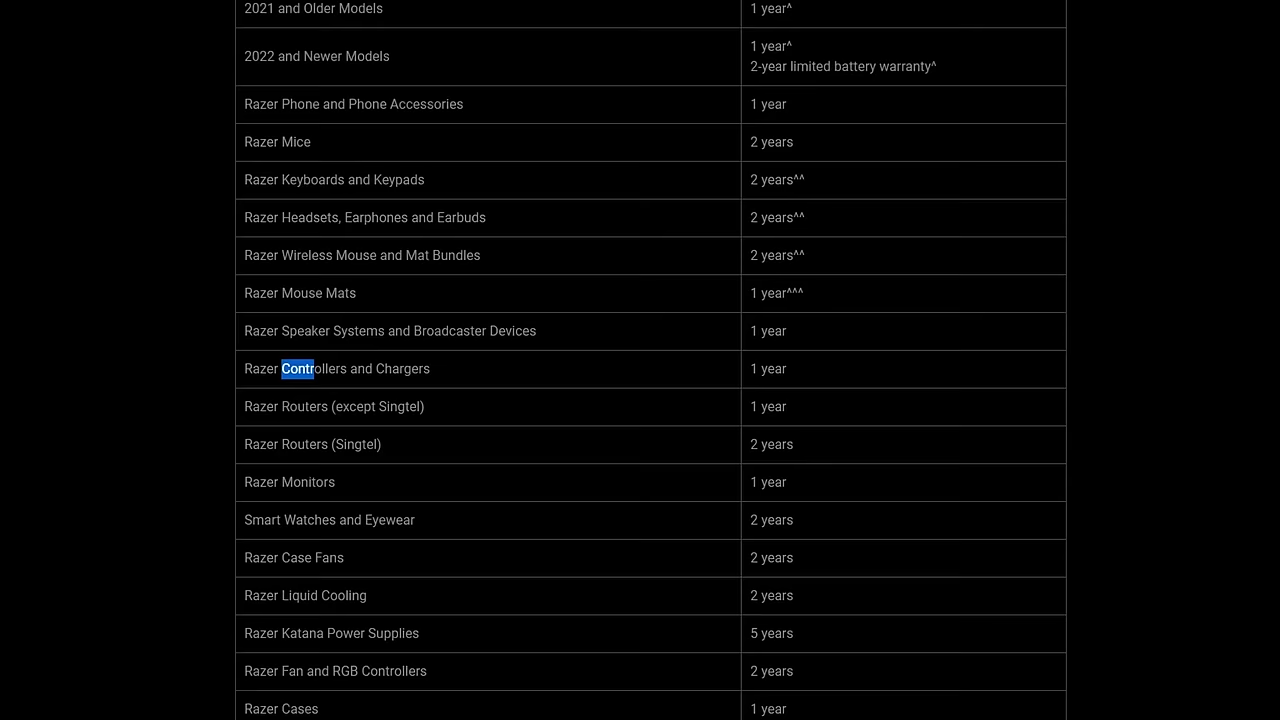 2021 and Older Models 1 year^
2022 and Newer Models 1 year^
2-year limited battery warranty^
Razer Phone and Phone Accessories 1 year
Razer Mice 2 years
Razer Keyboards and Keypads 2 years^^
Razer Headsets, Earphones and Earbuds 2 years^^
Razer Wireless Mouse and Mat Bundles 2 years^^
Razer Mouse Mats 1 year^^^
Razer Speaker Systems and Broadcaster Devices 1 year
Razer Controllers and Chargers 1 year
Razer Routers (except Singtel) 1 year
Razer Routers (Singtel) 2 years
Razer Monitors 1 year
Smart Watches and Eyewear 2 years
Razer Case Fans 2 years
Razer Liquid Cooling 2 years
Razer Katana Power Supplies 5 years
Razer Fan and RGB Controllers 2 years
Razer Cases 1 year